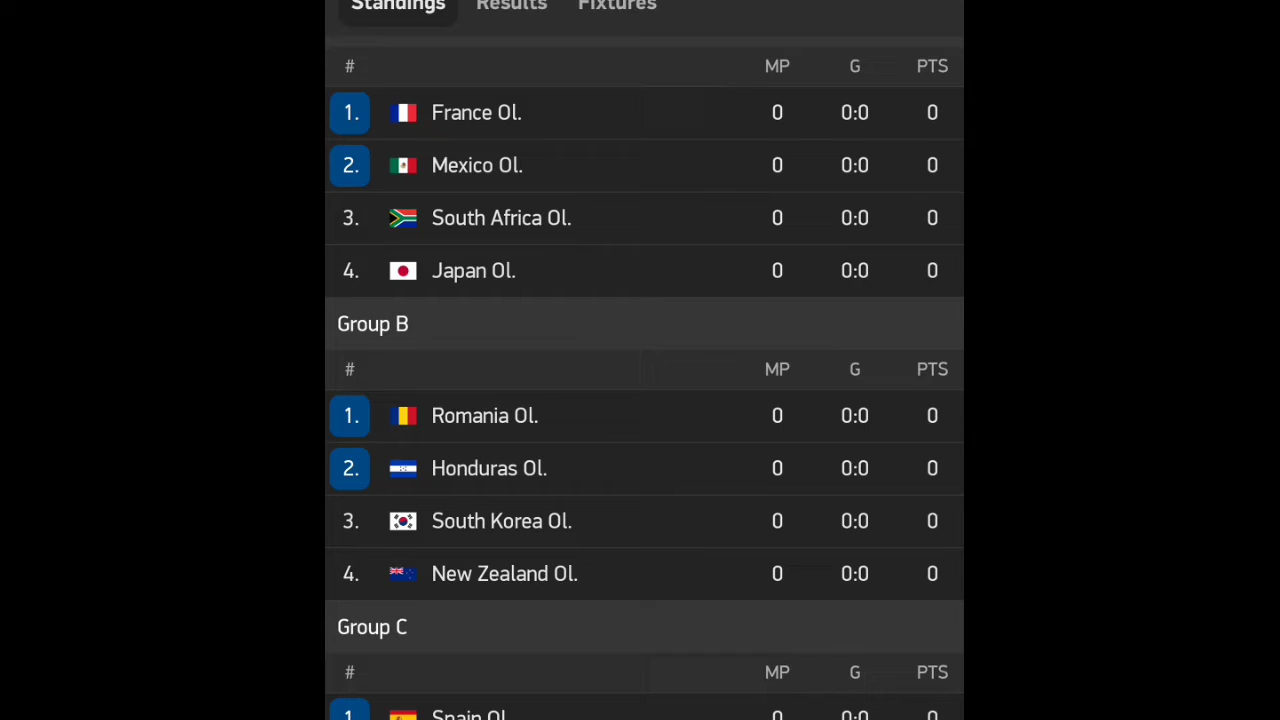 Standings Results Fixtures
# MP G PTS
1. France Ol. 0 0:0 0
2. Mexico Ol. 0 0:0 0
3. South Africa Ol. 0 0:0 0
4. Japan Ol. 0 0:0 0
Group B
# MP G PTS
1. Romania Ol. 0 0:0 0
2. Honduras Ol. 0 0:0 0
3. South Korea Ol. 0 0:0 0
4. New Zealand Ol. 0 0:0 0
Group C
# MP G PTS
1. Spain Ol. 0 0:0 0